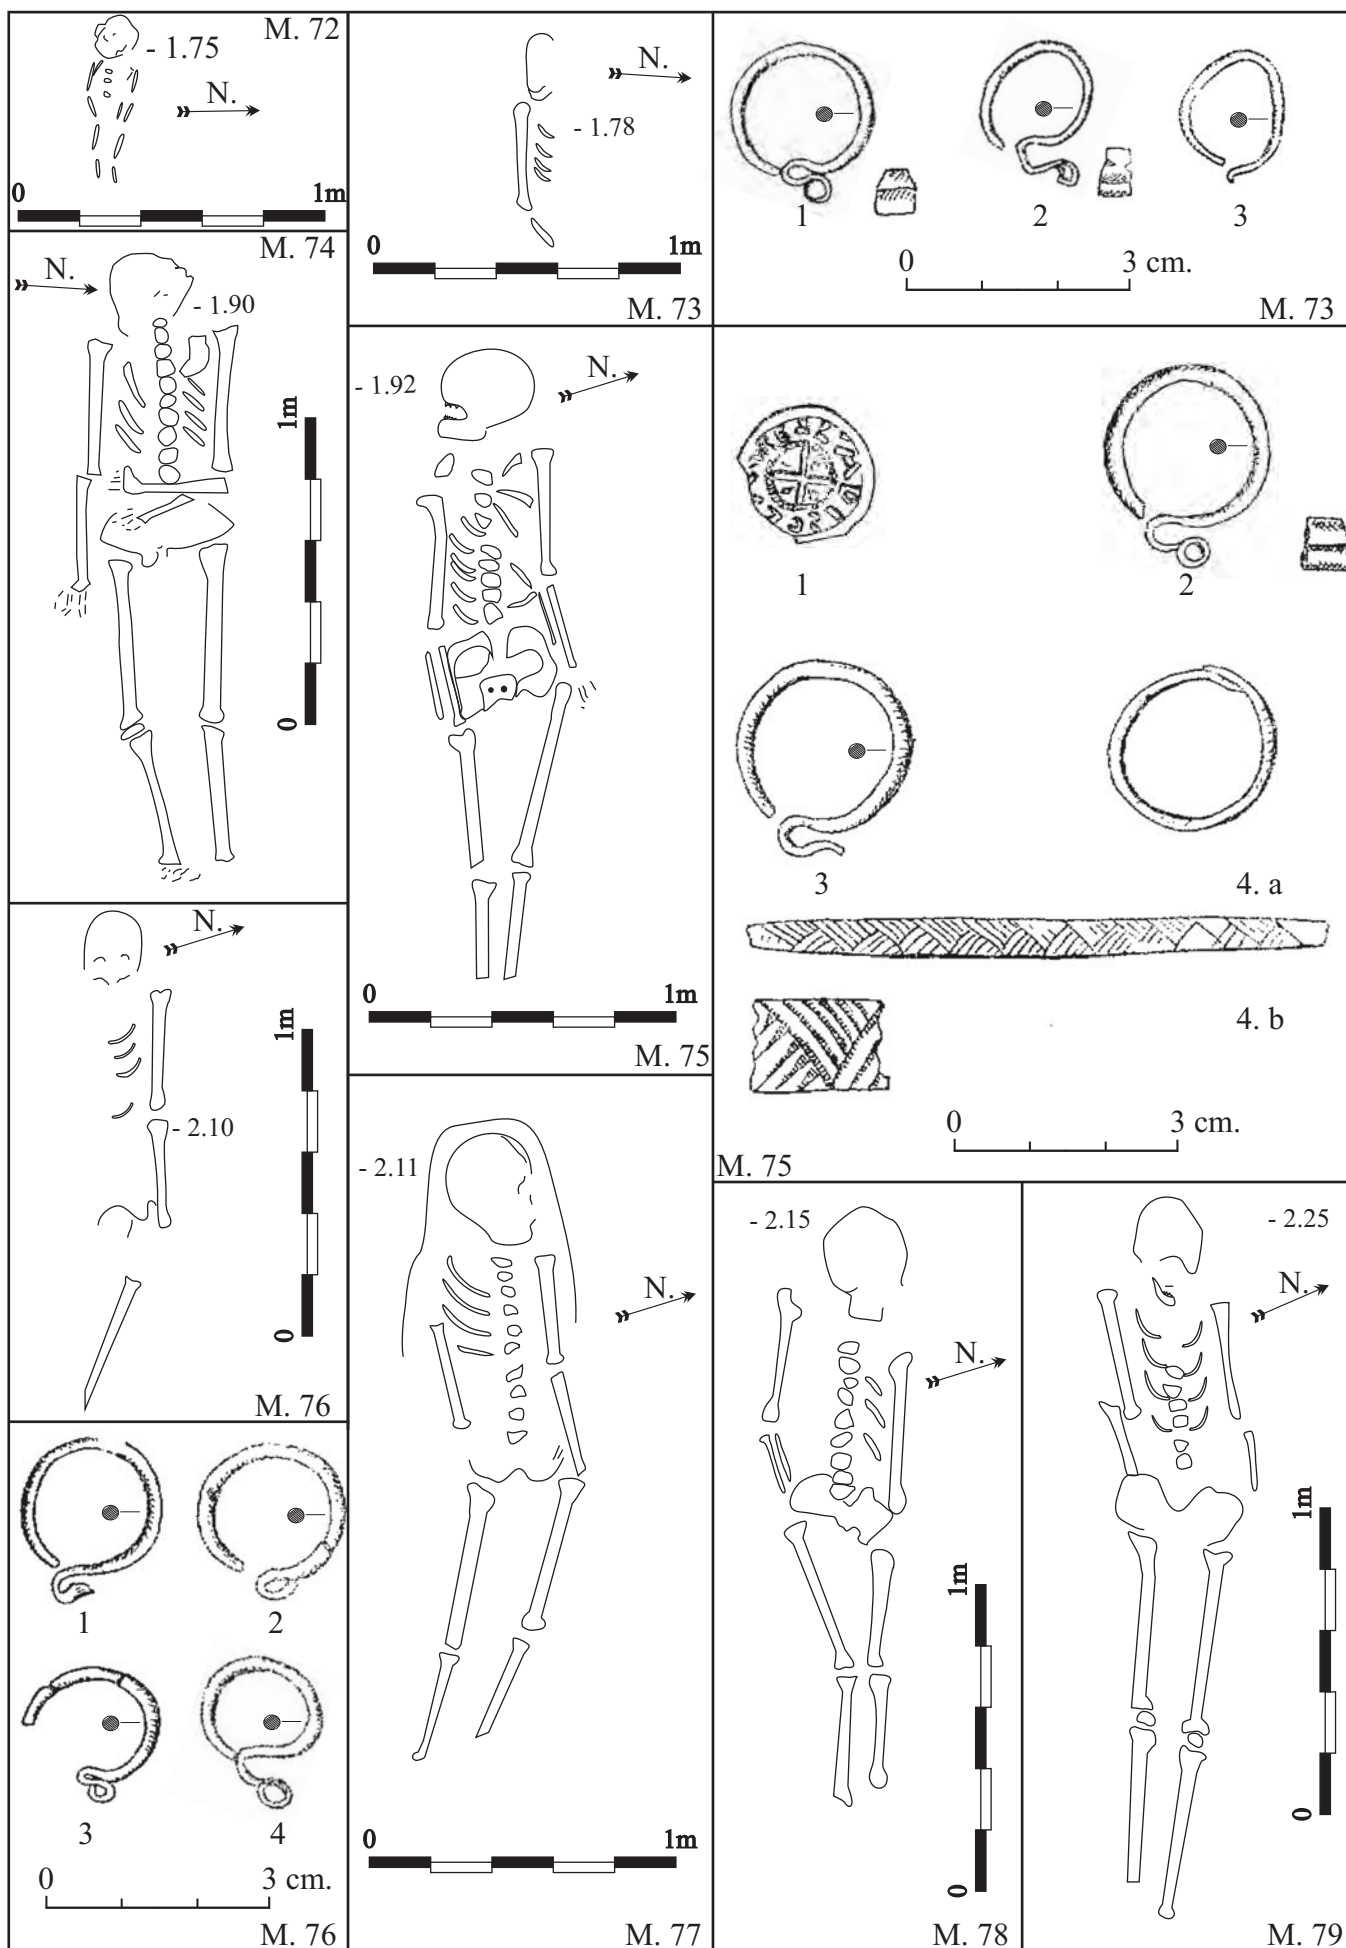 M. 72
- 1.75
N.
0 1m
- 1.78
N.
0 1m
M. 73
1 2 3
0 3 cm.
M. 73
M. 74
N.
- 1.90
1m
0
- 1.92
N.
0 1m
M. 75
1 2
3 4. a
4. b
0 3 cm.
M. 75
N.
- 2.10
1m
0
M. 76
1 2
3 4
0 3 cm.
M. 76
- 2.11
N.
0 1m
M. 77
- 2.15
N.
1m
0
M. 78
- 2.25
N.
1m
0
M. 79